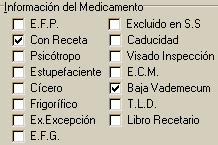 Información del Medicamento
E.F.P.
Con Receta
Psicótropo
Estupefaciente
Cícero
Frigorífico
Ex.Excepción
E.F.G.
Excluido en S.S
Caducidad
Visado Inspección
E.C.M.
Baja Vademecum
T.L.D.
Libro Recetario